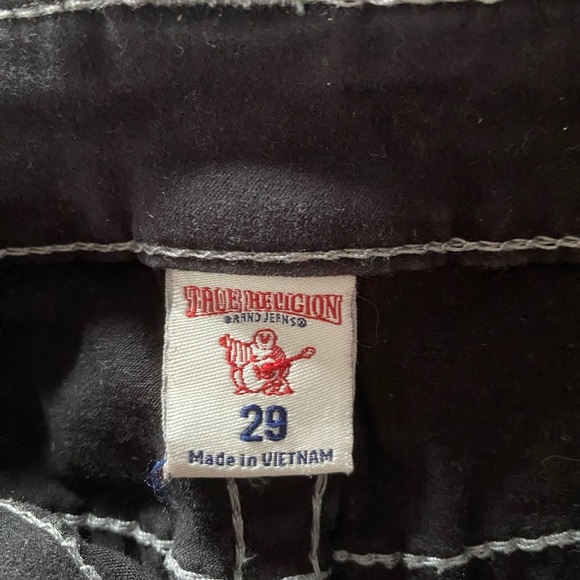 TRUE RELIGION
BRAND JEANS®
29
Made in VIETNAM